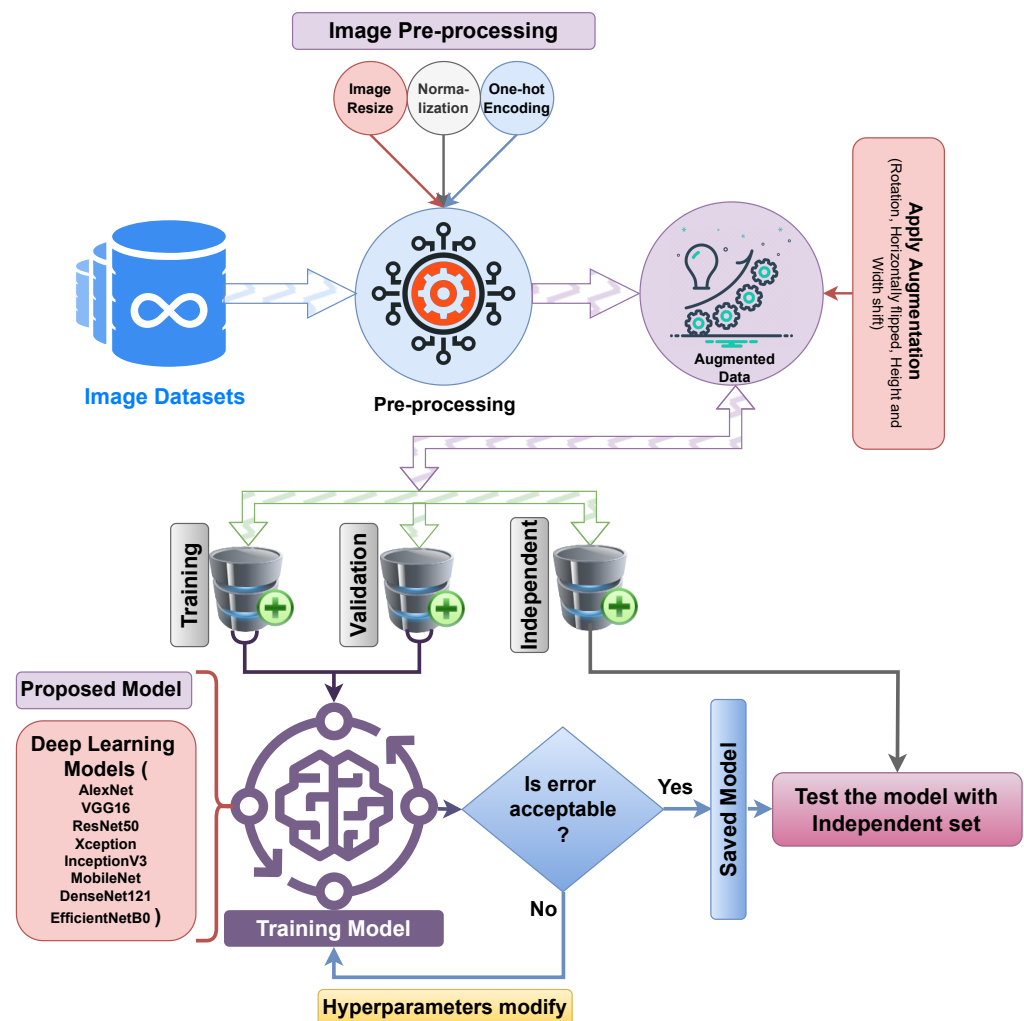 Image Pre-processing
Image
Resize
Norma-
lization
One-hot
Encoding
Image Datasets
Pre-processing
Augmented
Data
Apply Augmentation
(Rotation, Horizontally flipped, Height and
Width shift)
Training
Validation
Independent
Proposed Model
Deep Learning
Models (
AlexNet
VGG16
ResNet50
Xception
InceptionV3
MobileNet
DenseNet121
EfficientNetB0 )
Training Model
Is error
acceptable
?
Yes
No
Saved Model
Test the model with
Independent set
Hyperparameters modify